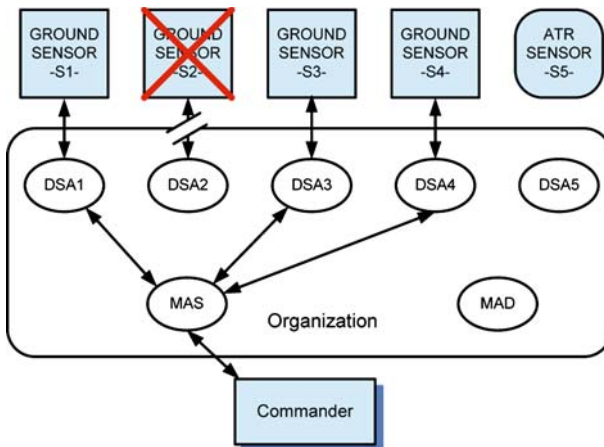 GROUND
SENSOR
-S1-
GROUND
SENSOR
-S2-
GROUND
SENSOR
-S3-
GROUND
SENSOR
-S4-
ATR
SENSOR
-S5-
DSA1
DSA2
DSA3
DSA4
DSA5
MAS
MAD
Organization
Commander